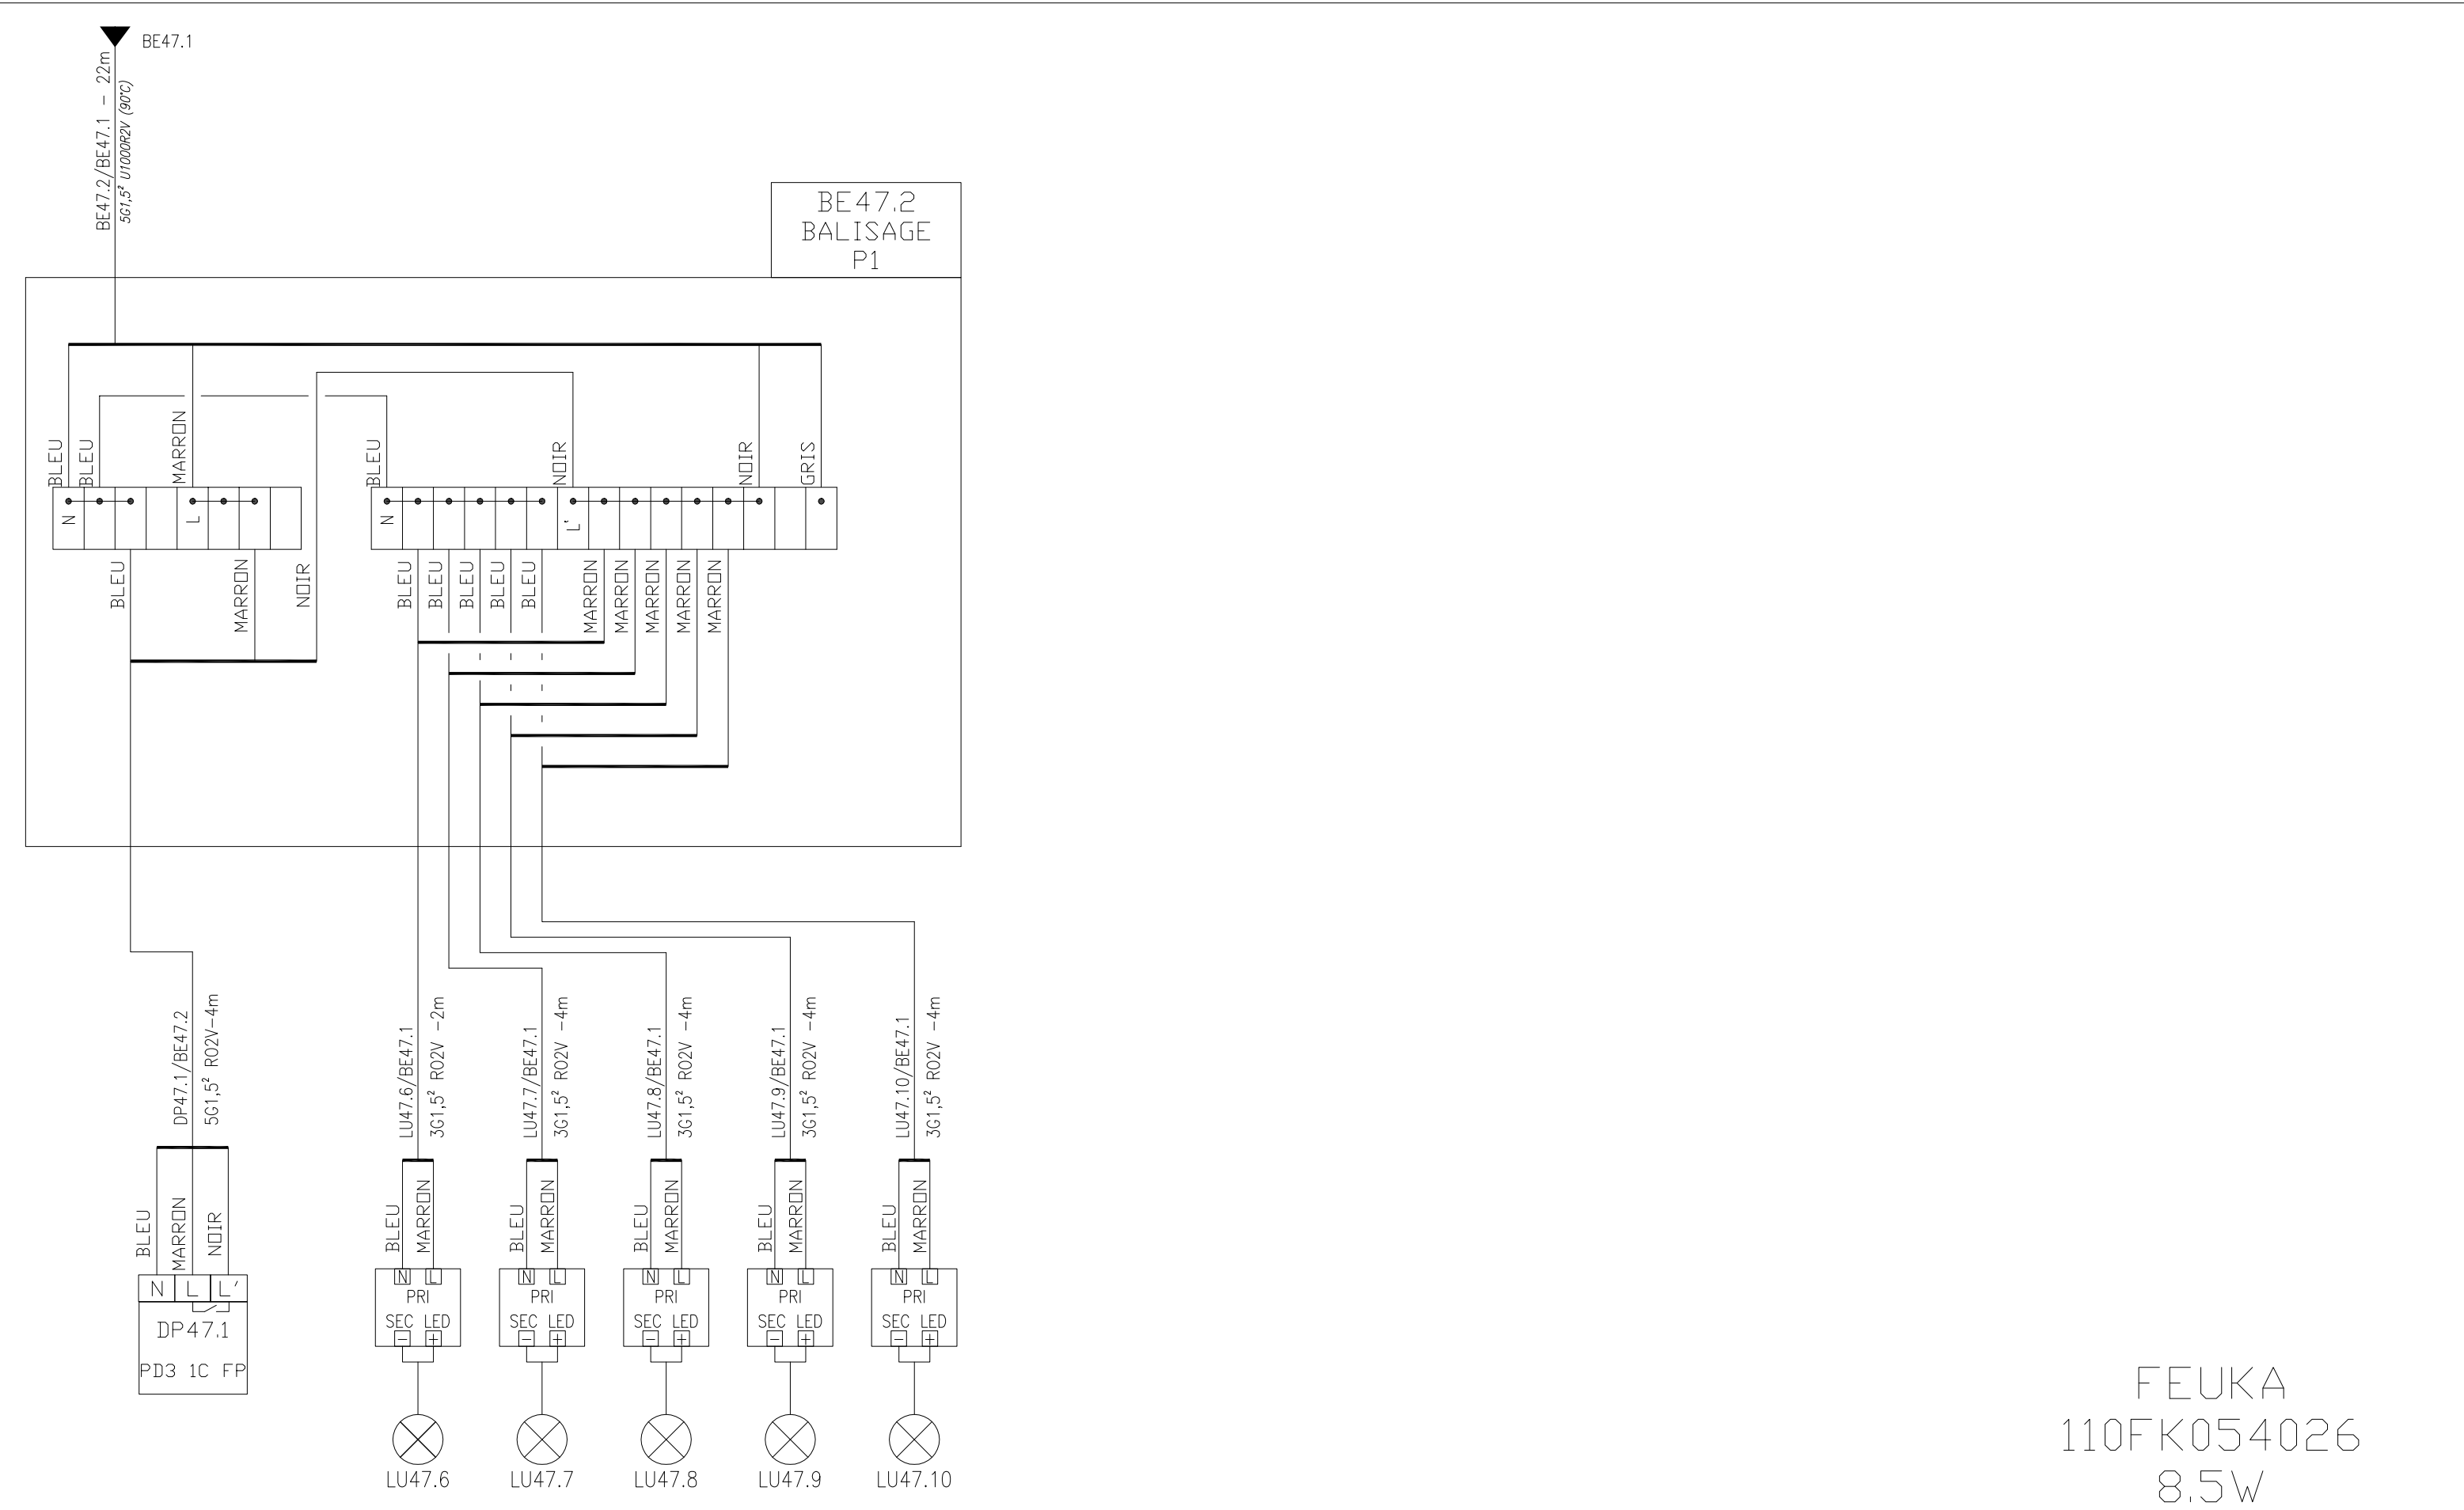 BE47.1
BE47.2/BE47.1 - 22m
5G1,5² U1000R2V (90°C)
BE47.2
BALISAGE
P1
BLEU
BLEU
MARRON
BLEU
NOIR
NOIR
GRIS
N
L
N
L'
BLEU
MARRON
NOIR
BLEU
BLEU
BLEU
BLEU
BLEU
MARRON
MARRON
MARRON
MARRON
MARRON
DP47.1/BE47.2
5G1,5² RO2V-4m
LU47.6/BE47.1
3G1,5² RO2V -2m
LU47.7/BE47.1
3G1,5² RO2V -4m
LU47.8/BE47.1
3G1,5² RO2V -4m
LU47.9/BE47.1
3G1,5² RO2V -4m
LU47.10/BE47.1
3G1,5² RO2V -4m
BLEU
MARRON
NOIR
BLEU
MARRON
BLEU
MARRON
BLEU
MARRON
BLEU
MARRON
BLEU
MARRON
N L L'
DP47.1
PD3 1C FP
N L
PRI
SEC LED
- +
N L
PRI
SEC LED
- +
N L
PRI
SEC LED
- +
N L
PRI
SEC LED
- +
N L
PRI
SEC LED
- +
LU47.6
LU47.7
LU47.8
LU47.9
LU47.10
FEUKA
110FK054026
8.5W